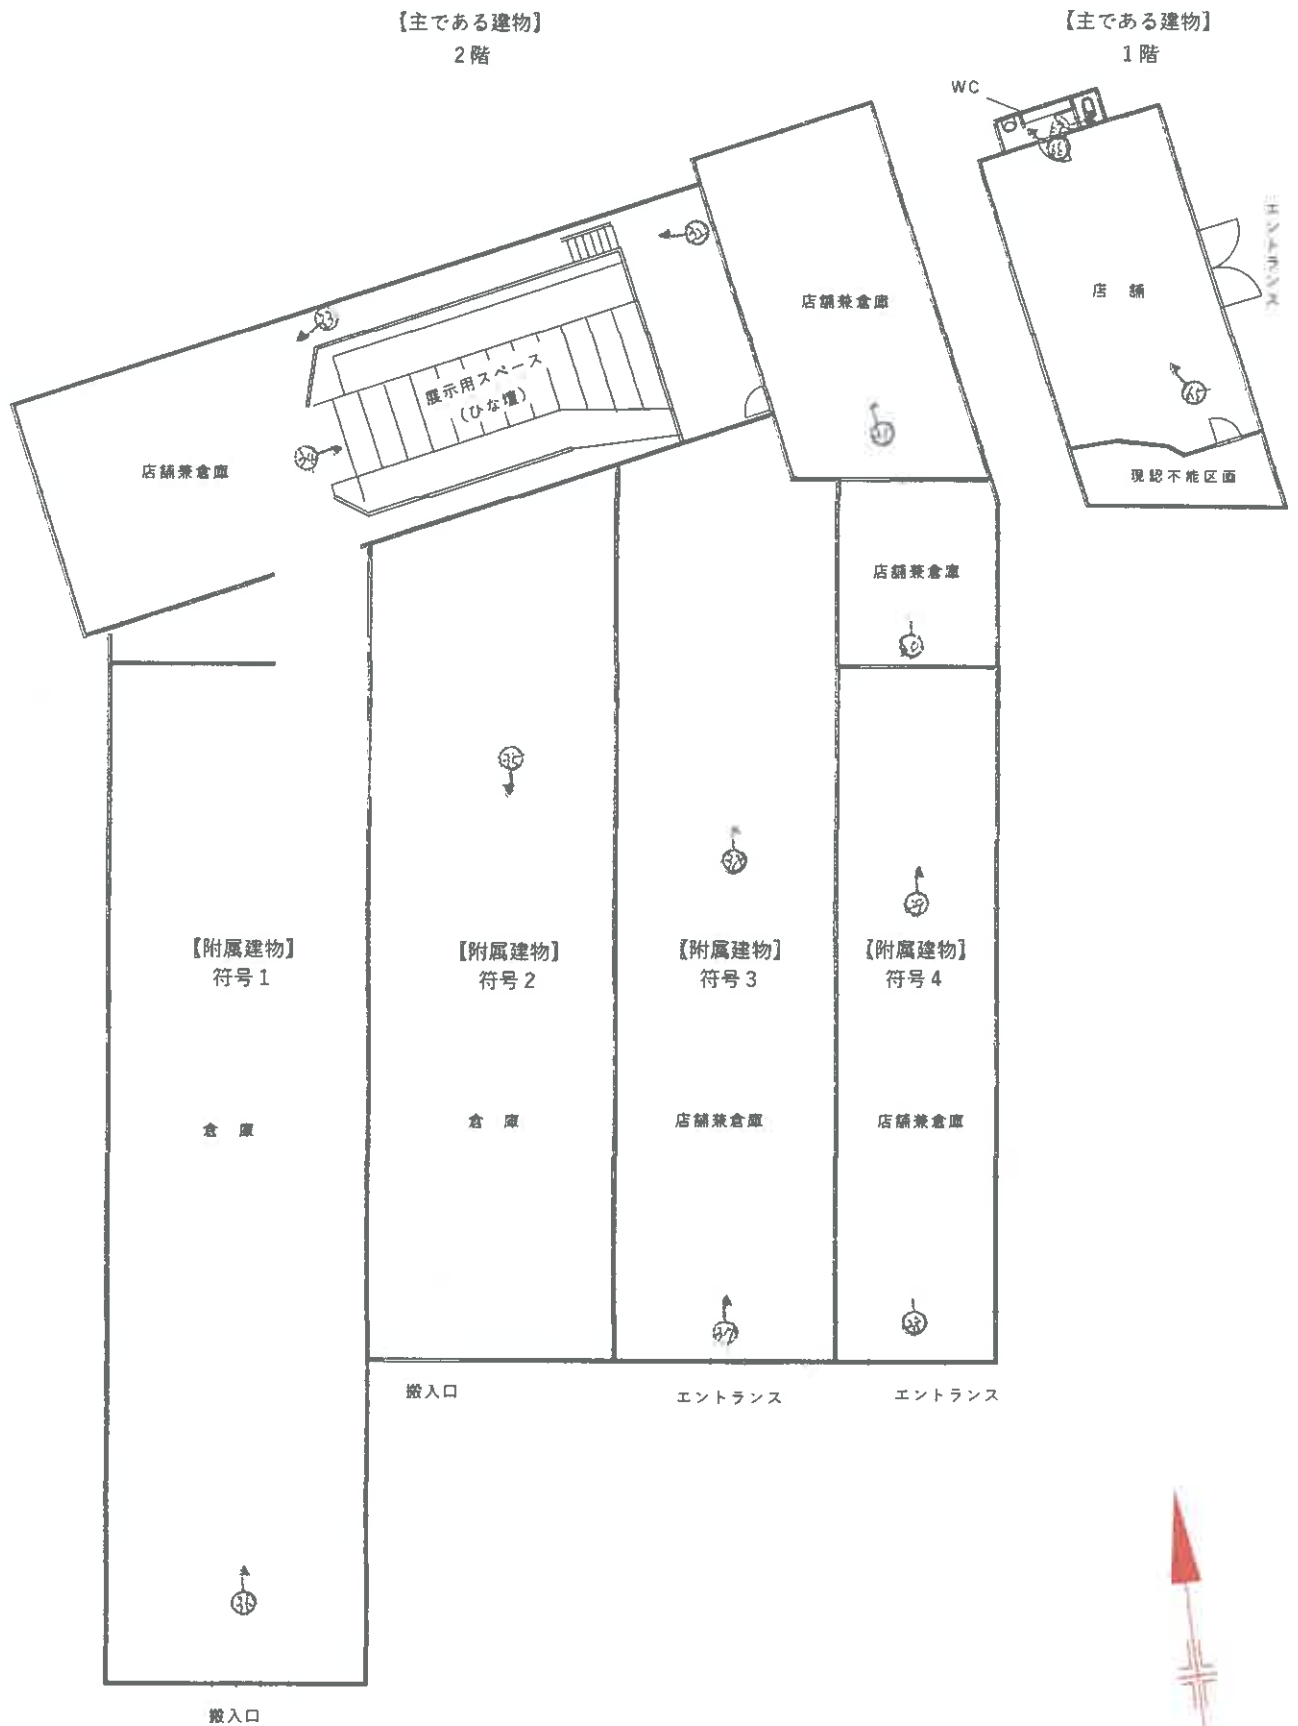 【主である建物】
2階
【主である建物】
1階
WC
エントランス
店舗兼倉庫
店 舗
展示用スペース
(ひな壇)
店舗兼倉庫
現認不能区画
店舗兼倉庫
【附属建物】
符号1
【附属建物】
符号2
【附属建物】
符号3
【附属建物】
符号4
倉 庫
倉 庫
店舗兼倉庫
店舗兼倉庫
搬入口
エントランス
エントランス
搬入口